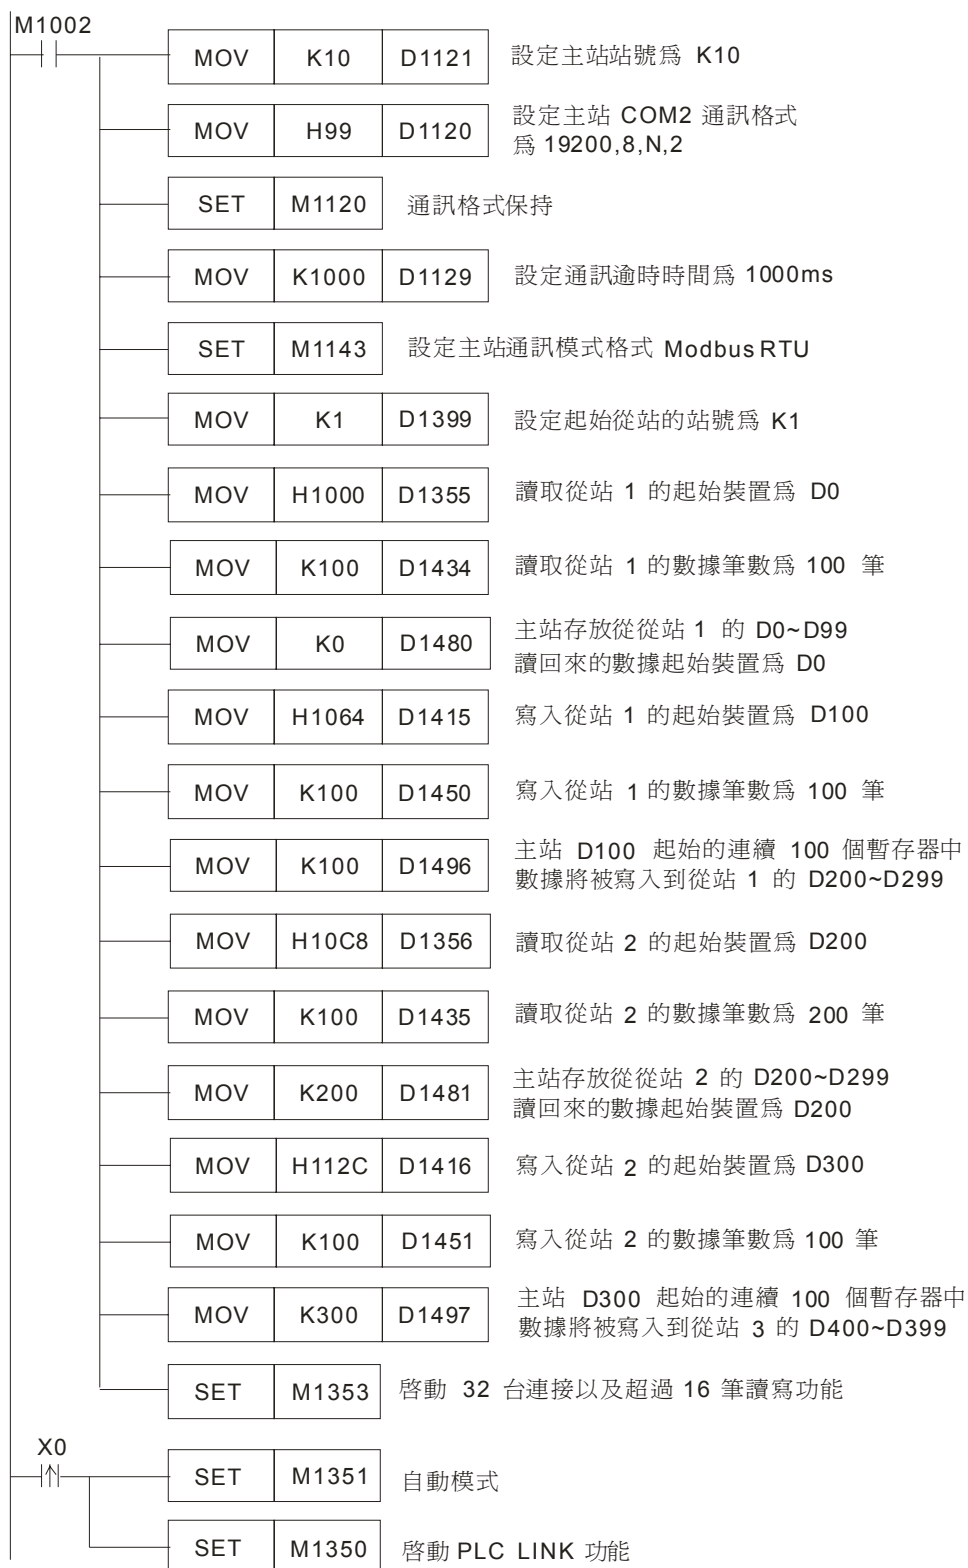 M1002
MOV K10 D1121 設定主站站號爲 K10
MOV H99 D1120 設定主站 COM2 通訊格式
爲 19200,8,N,2
SET M1120 通訊格式保持
MOV K1000 D1129 設定通訊逾時時間爲 1000ms
SET M1143 設定主站通訊模式格式 Modbus RTU
MOV K1 D1399 設定起始從站的站號爲 K1
MOV H1000 D1355 讀取從站 1 的起始裝置爲 D0
MOV K100 D1434 讀取從站 1 的數據筆數爲 100 筆
MOV K0 D1480 主站存放從從站 1 的 D0~D99
讀回來的數據起始裝置爲 D0
MOV H1064 D1415 寫入從站 1 的起始裝置爲 D100
MOV K100 D1450 寫入從站 1 的數據筆數爲 100 筆
MOV K100 D1496 主站 D100 起始的連續 100 個暫存器中
數據將被寫入到從站 1 的 D200~D299
MOV H10C8 D1356 讀取從站 2 的起始裝置爲 D200
MOV K100 D1435 讀取從站 2 的數據筆數爲 200 筆
MOV K200 D1481 主站存放從從站 2 的 D200~D299
讀回來的數據起始裝置爲 D200
MOV H112C D1416 寫入從站 2 的起始裝置爲 D300
MOV K100 D1451 寫入從站 2 的數據筆數爲 100 筆
MOV K300 D1497 主站 D300 起始的連續 100 個暫存器中
數據將被寫入到從站 3 的 D400~D399
SET M1353 啓動 32 台連接以及超過 16 筆讀寫功能
X0
SET M1351 自動模式
SET M1350 啓動 PLC LINK 功能